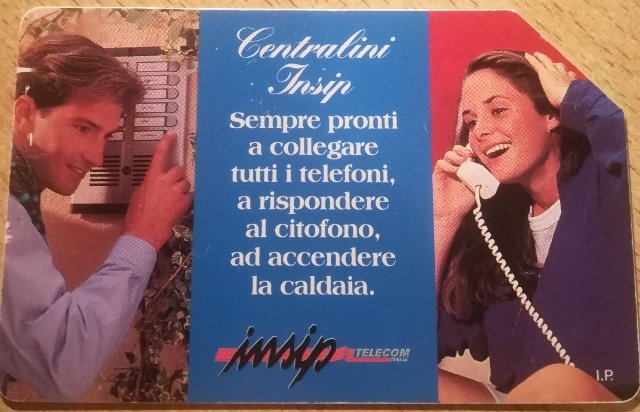 Centralini
Insip
Sempre pronti
a collegare
tutti i telefoni,
a rispondere
al citofono,
ad accendere
la caldaia.
insip TELECOM
ITALIA
I.P.